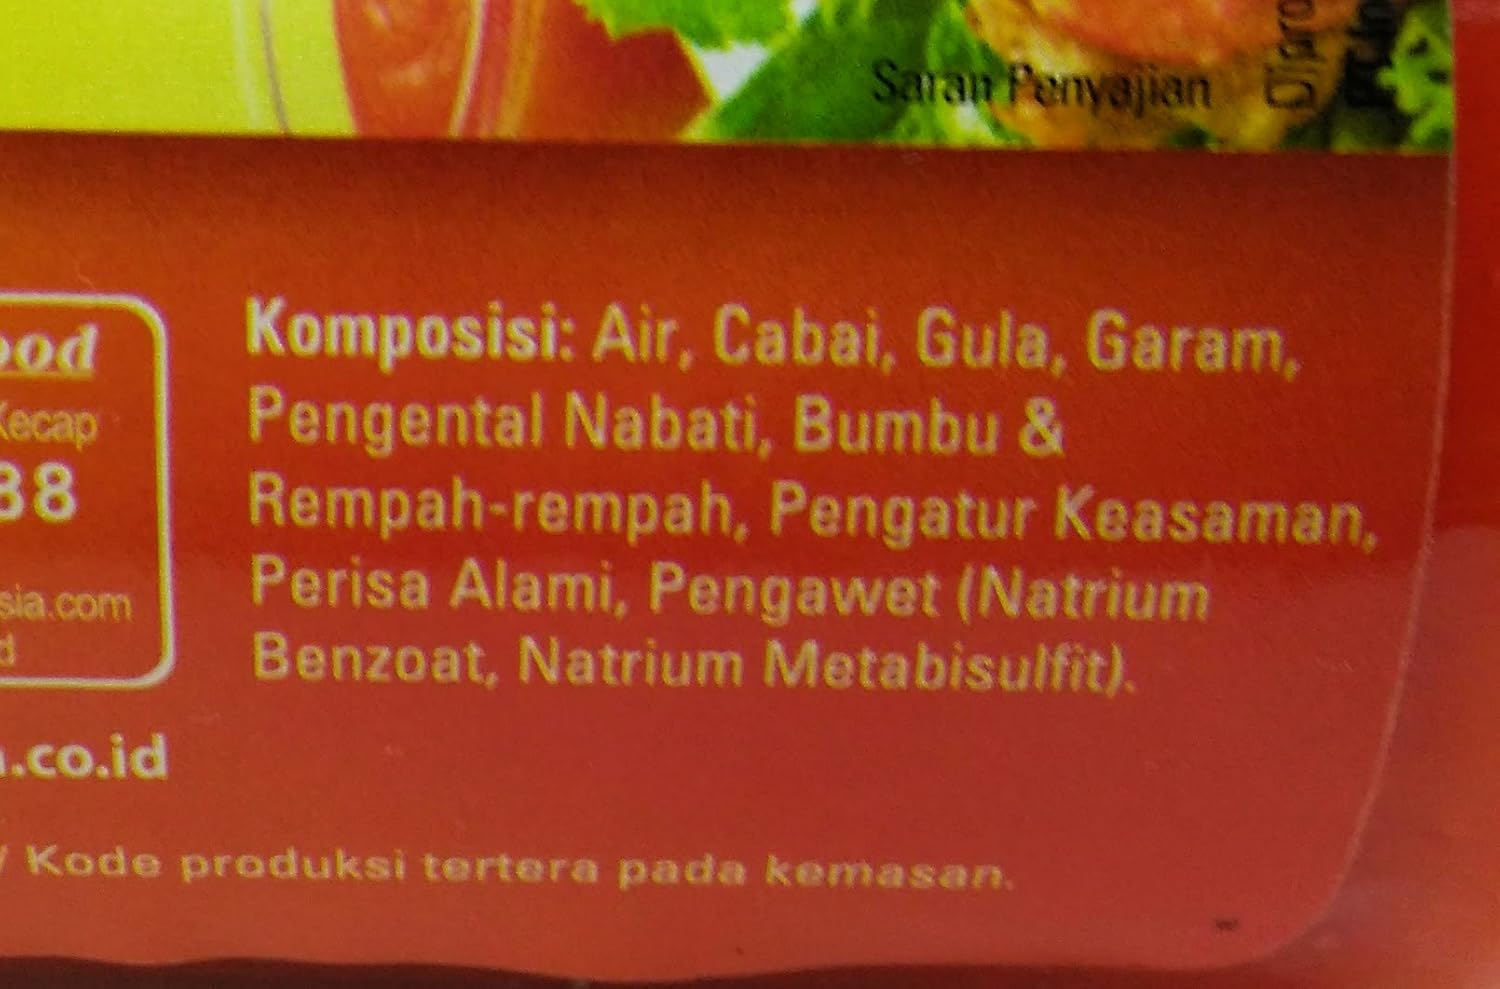 Saran Penyajian
Komposisi: Air, Cabai, Gula, Garam,
Pengental Nabati, Bumbu &
Rempah-rempah, Pengatur Keasaman,
Perisa Alami, Pengawet (Natrium
Benzoat, Natrium Metabisulfit).
ood
Kecap
88
sia.com
d
.co.id
/ Kode produksi tertera pada kemasan.